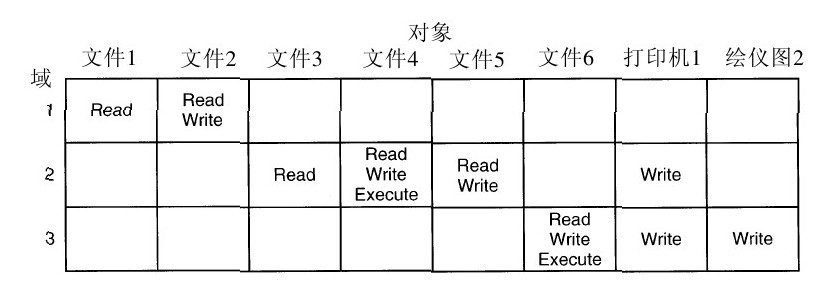 对象
文件1 文件2 文件3 文件4 文件5 文件6 打印机1 绘仪图2
域
1 Read Read
Write
2 Read Read
Write
Execute Read
Write Write
3 Read
Write
Execute Write Write